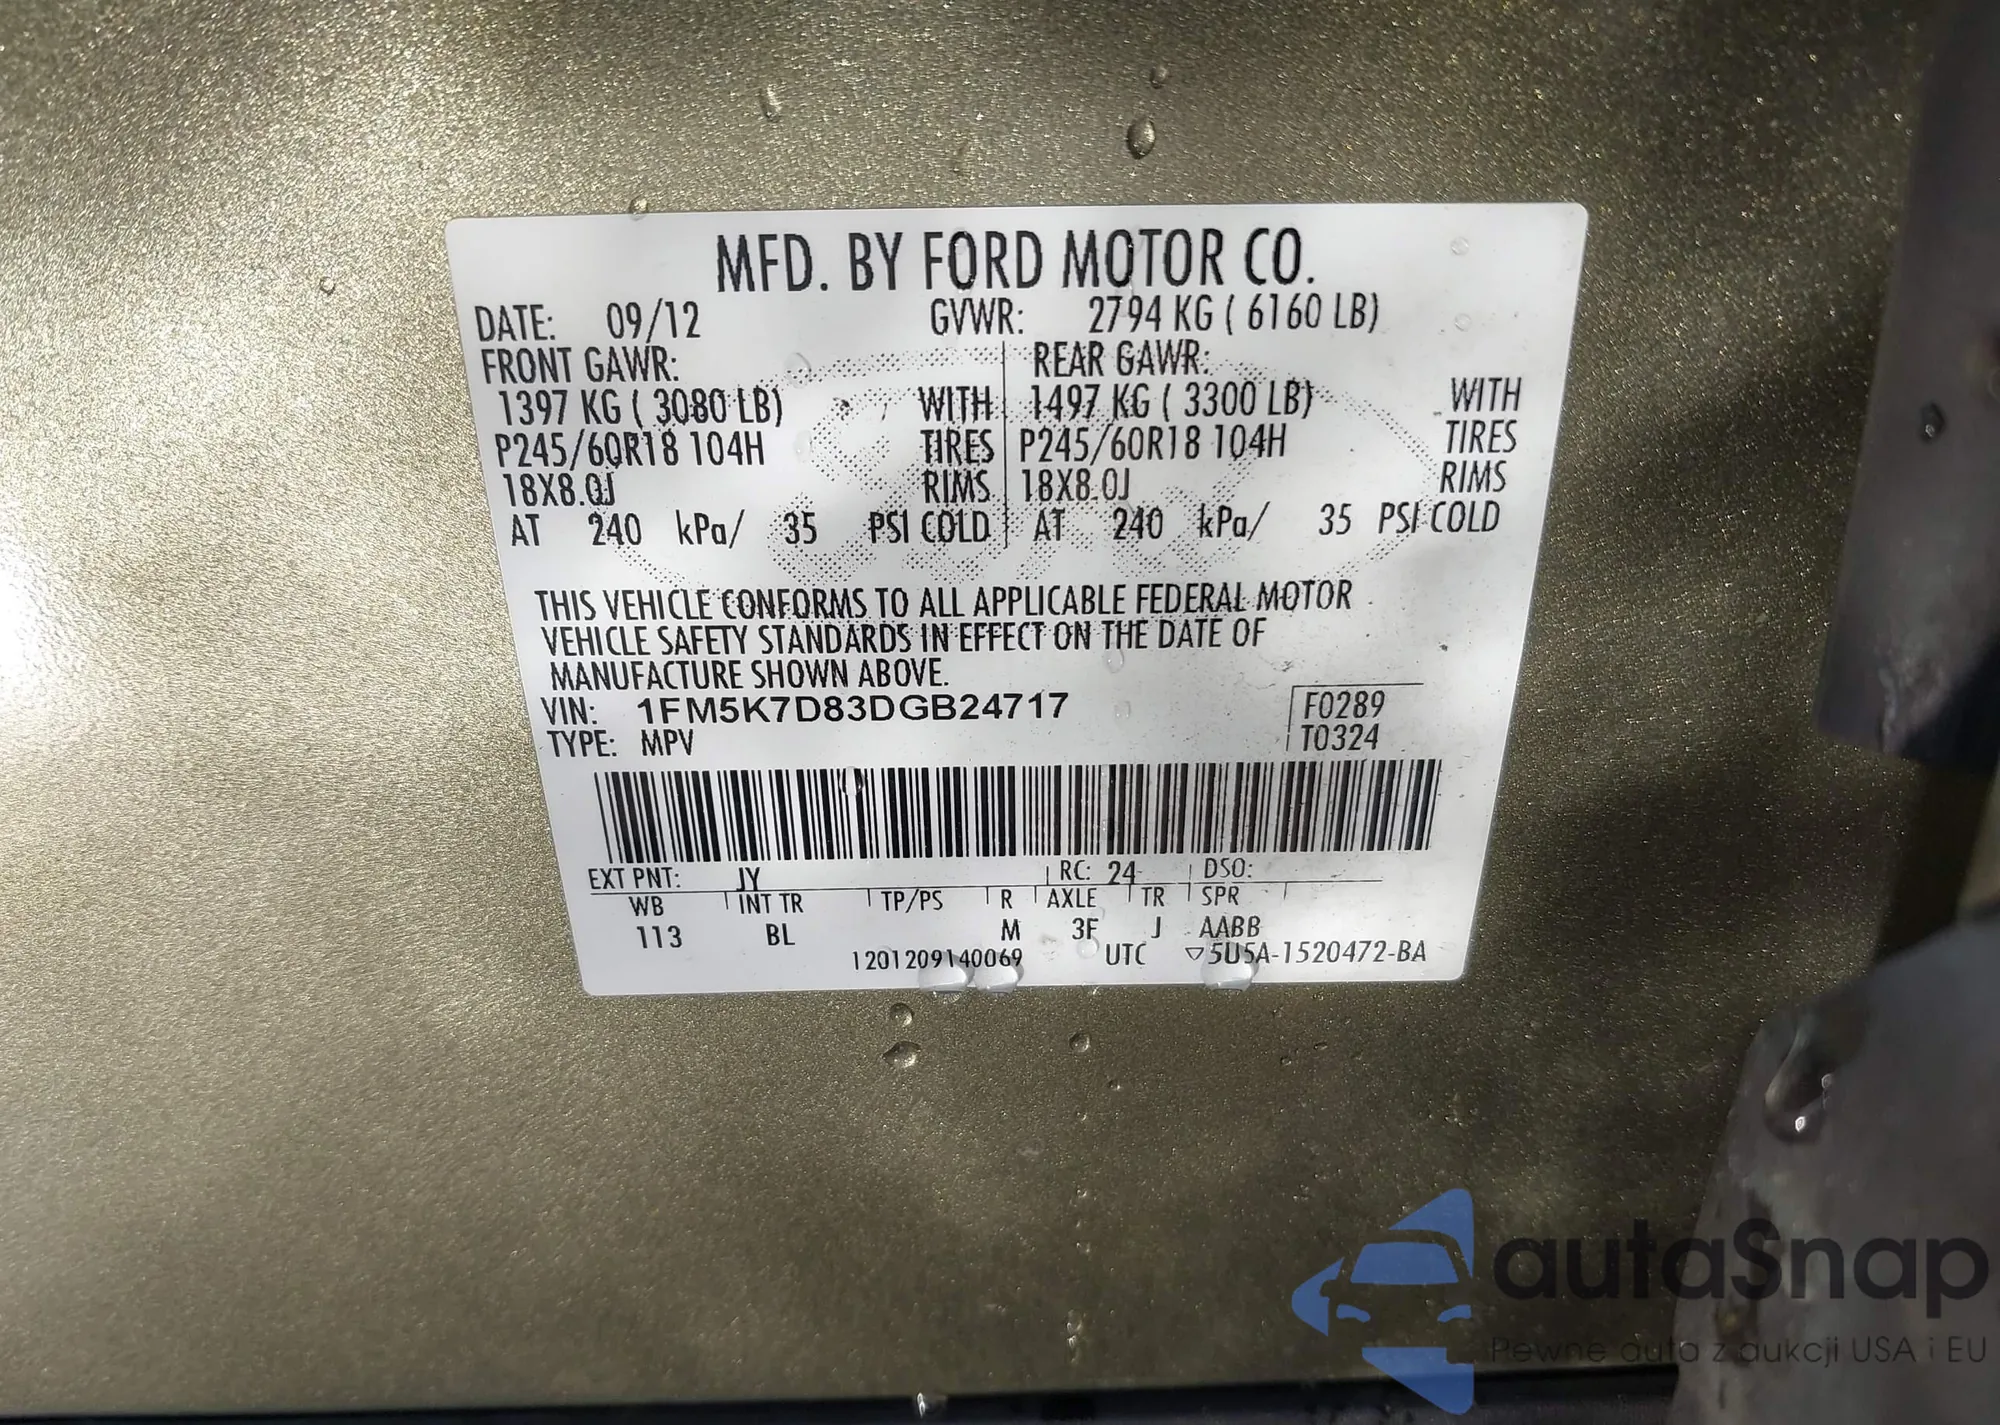 MFD. BY FORD MOTOR CO.
DATE: 09/12 GVWR: 2794 KG ( 6160 LB)
FRONT GAWR: REAR GAWR:
1397 KG ( 3080 LB) WITH 1497 KG ( 3300 LB) WITH
P245/60R18 104H TIRES P245/60R18 104H TIRES
18X8.0J RIMS 18X8.0J RIMS
AT 240 kPa/ 35 PSI COLD AT 240 kPa/ 35 PSI COLD
THIS VEHICLE CONFORMS TO ALL APPLICABLE FEDERAL MOTOR
VEHICLE SAFETY STANDARDS IN EFFECT ON THE DATE OF
MANUFACTURE SHOWN ABOVE.
VIN: 1FM5K7D83DGB24717 F0289
TYPE: MPV T0324
EXT PNT: JY RC: 24 DSO:
WB INT TR TP/PS R AXLE TR SPR
113 BL M 3F J AABB
1201209140069 UTC ▽5U5A-1520472-BA
autaSnap
Pewne auta z aukcji USA i EU